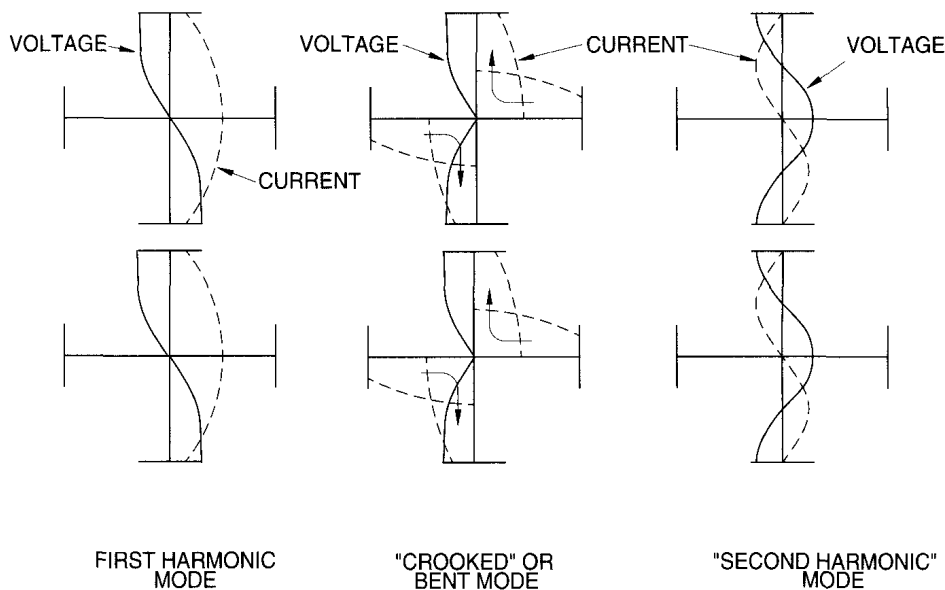 VOLTAGE
VOLTAGE
CURRENT
VOLTAGE
CURRENT
FIRST HARMONIC
MODE
"CROOKED" OR
BENT MODE
"SECOND HARMONIC"
MODE